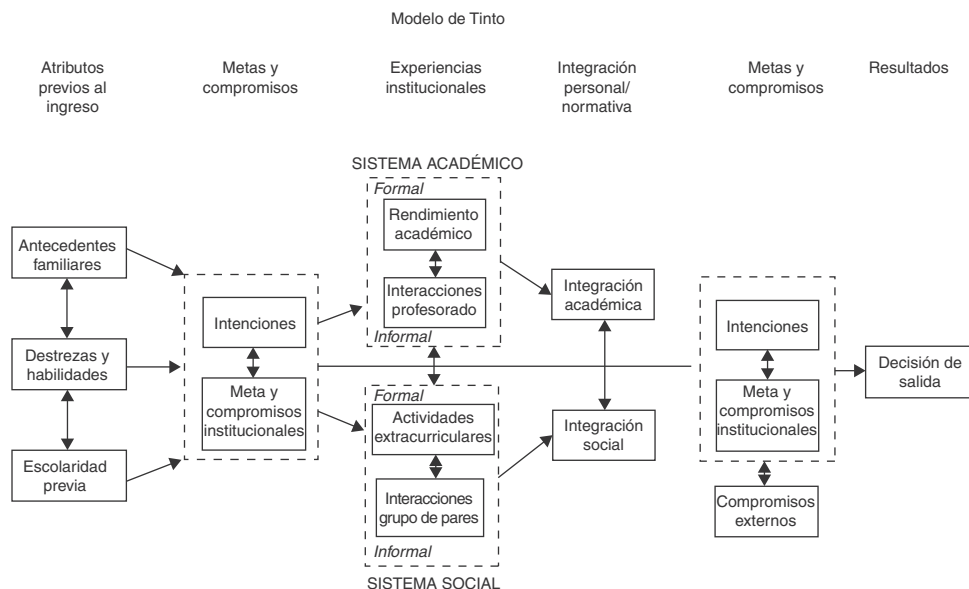 Modelo de Tinto
Atributos
previos al
ingreso
Metas y
compromisos
Experiencias
institucionales
Integración
personal/
normativa
Metas y
compromisos
Resultados
SISTEMA ACADÉMICO
Formal
Rendimiento
académico
Interacciones
profesorado
Informal
Antecedentes
familiares
Destrezas y
habilidades
Escolaridad
previa
Intenciones
Meta y
compromisos
institucionales
Formal
Actividades
extracurriculares
Interacciones
grupo de pares
Informal
SISTEMA SOCIAL
Integración
académica
Integración
social
Intenciones
Meta y
compromisos
institucionales
Compromisos
externos
Decisión de
salida